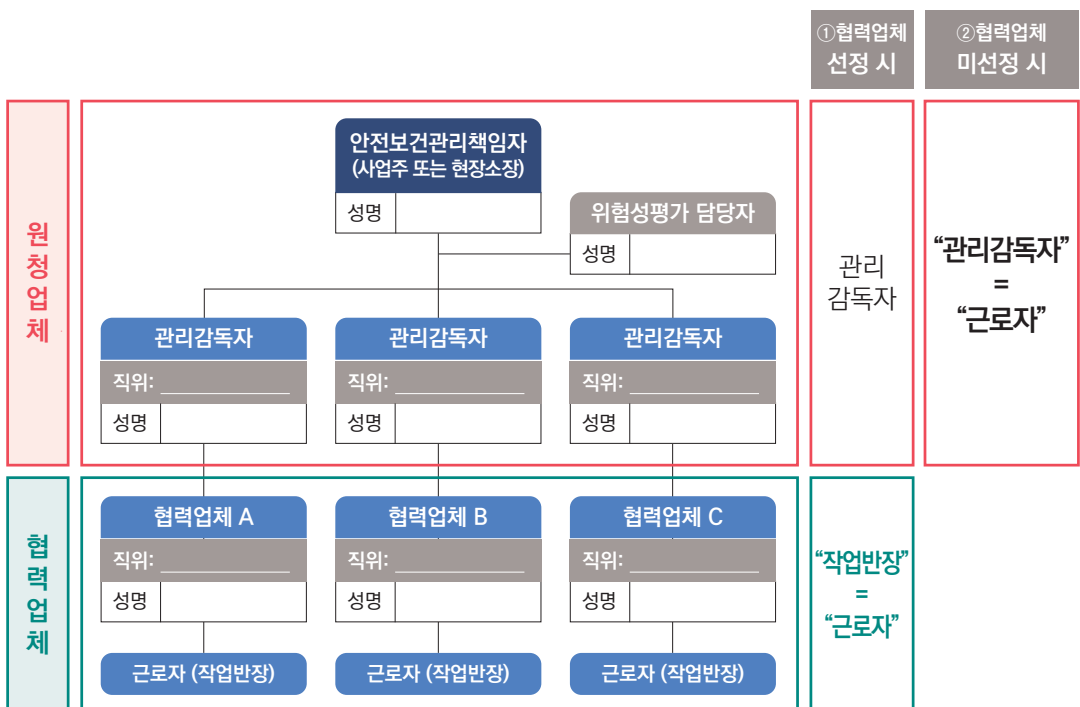 ①협력업체
선정 시
②협력업체
미선정 시
원청업체
안전보건관리책임자
(사업주 또는 현장소장)
성명
위험성평가 담당자
성명
관리감독자
직위:
성명
관리감독자
직위:
성명
관리감독자
직위:
성명
관리
감독자
“관리감독자”
=
“근로자”
협력업체
협력업체 A
직위:
성명
근로자 (작업반장)
협력업체 B
직위:
성명
근로자 (작업반장)
협력업체 C
직위:
성명
근로자 (작업반장)
“작업반장”
=
“근로자”